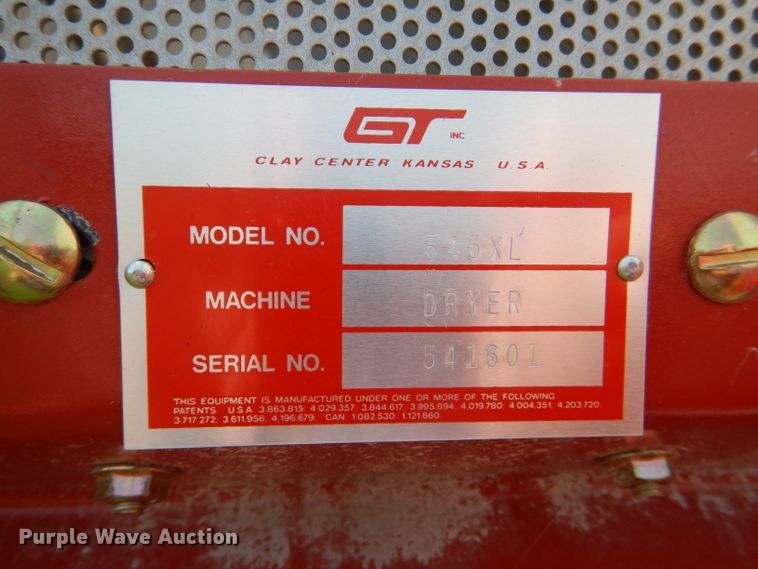 GT INC
CLAY CENTER KANSAS U.S.A.
MODEL NO. 545XL
MACHINE DRYER
SERIAL NO. 541601
THIS EQUIPMENT IS MANUFACTURED UNDER ONE OR MORE OF THE FOLLOWING
PATENTS U.S.A. 3.863.815; 4.029.357, 3.844.617, 3.995.894, 4.019.780, 4.004.351, 4.203.720,
3.717.272, 3.611.956, 4.196.679; CAN 1.082.530 1.121.660
Purple Wave Auction